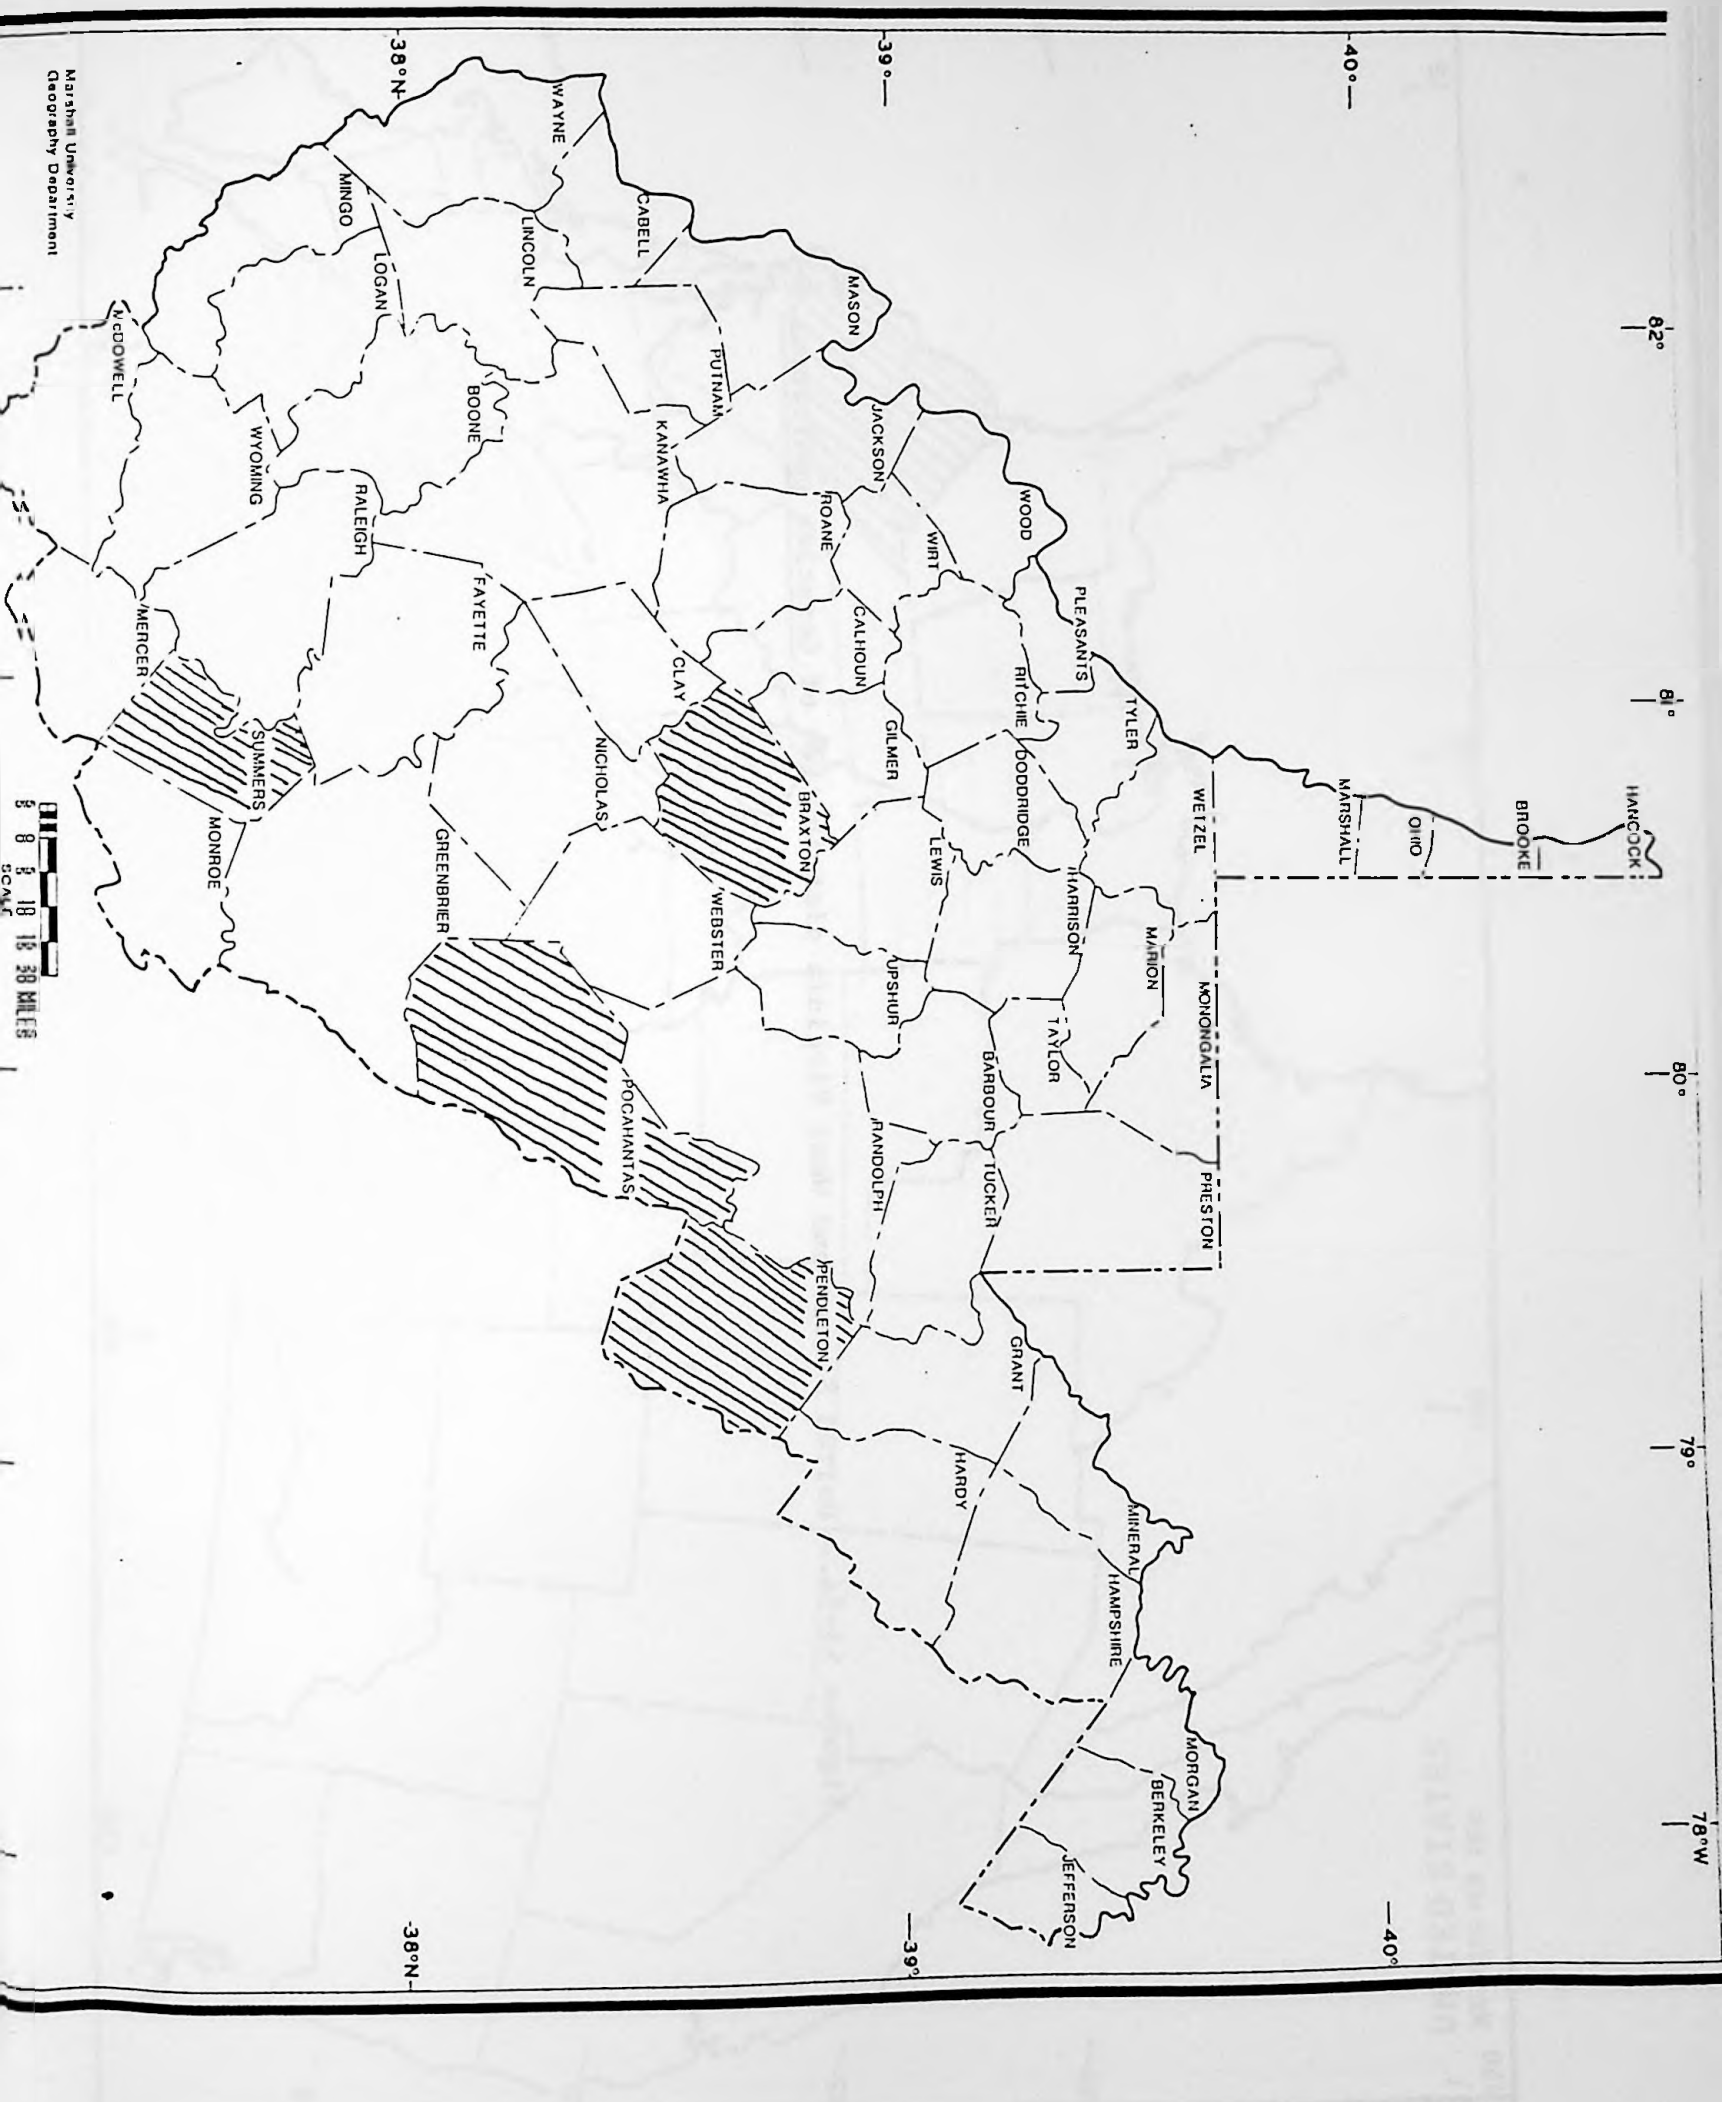 82°
81°
80°
79°
78°W
HANCOCK
BROOKE
OHIO
MARSHALL
40°
40°
WETZEL
MONONGALIA
PRESTON
MORGAN
BERKELEY
MARION
TYLER
MINERAL
HAMPSHIRE
PLEASANTS
HARRISON
JEFFERSON
TAYLOR
WOOD
RITCHIE
DODDRIDGE
GRANT
BARBOUR
TUCKER
HARDY
WIRT
LEWIS
39°
39°
JACKSON
GILMER
UPSHUR
RANDOLPH
MASON
CALHOUN
ROANE
BRAXTON
PENDLETON
PUTNAM
WEBSTER
CABELL
KANAWHA
CLAY
POCAHANTAS
NICHOLAS
WAYNE
LINCOLN
BOONE
FAYETTE
GREENBRIER
38°N
38°N
LOGAN
RALEIGH
MINGO
WYOMING
SUMMERS
MONROE
MERCER
McDOWELL
Marshall University
Geography Department
20 MILES
SCALE